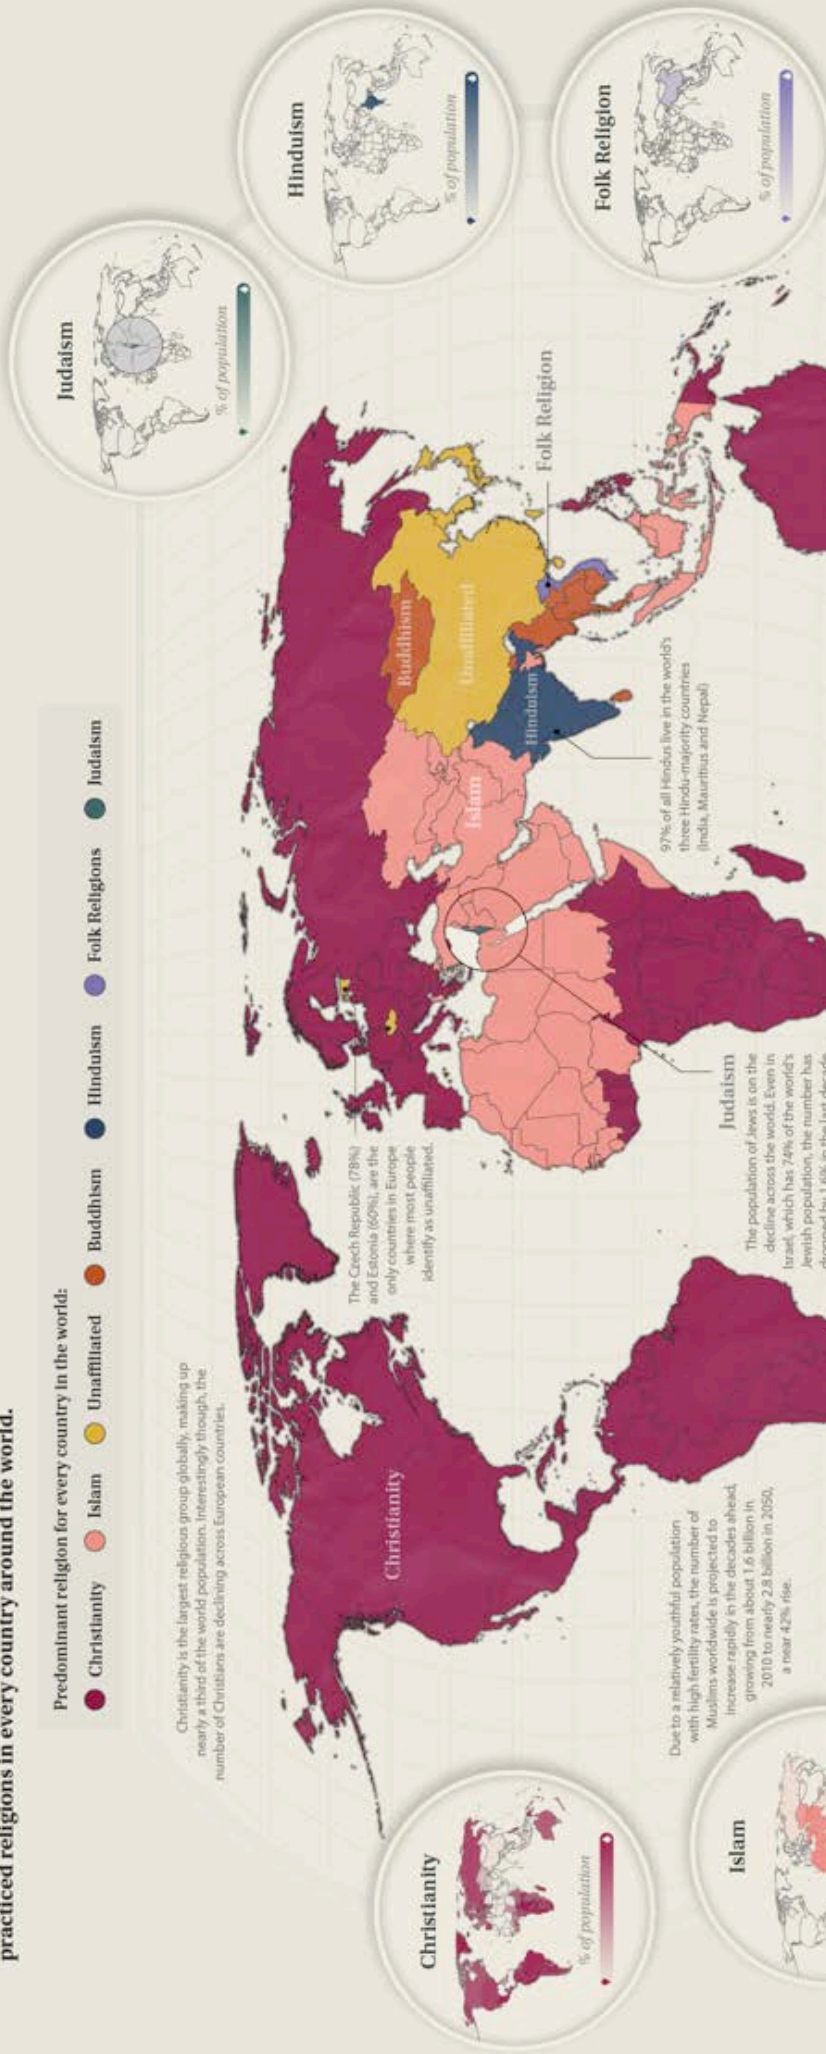 practiced religions in every country around the world.
Predominant religion for every country in the world:
Christianity
Islam
Unaffiliated
Buddhism
Hinduism
Folk Religions
Judaism
Christianity is the largest religious group globally, making up
nearly a third of the world population. Interestingly though, the
number of Christians are declining across European countries.
Judaism
% of population
Hinduism
% of population
Folk Religion
% of population
Christianity
% of population
Islam
Christianity
The Czech Republic (78%)
and Estonia (60%), are the
only countries in Europe
where most people
identify as unaffiliated.
Buddhism
Unaffiliated
Islam
Hinduism
Folk Religion
97% of all Hindus live in the world's
three Hindu-majority countries
(India, Mauritius and Nepal)
Due to a relatively youthful population
with high fertility rates, the number of
Muslims worldwide is projected to
increase rapidly in the decades ahead,
growing from about 1.6 billion in
2010 to nearly 2.8 billion in 2050,
a near 42% rise.
Judaism
The population of Jews is on the
decline across the world. Even in
Israel, which has 74% of the world's
Jewish population, the number has
dropped by 1.6% in the last decade